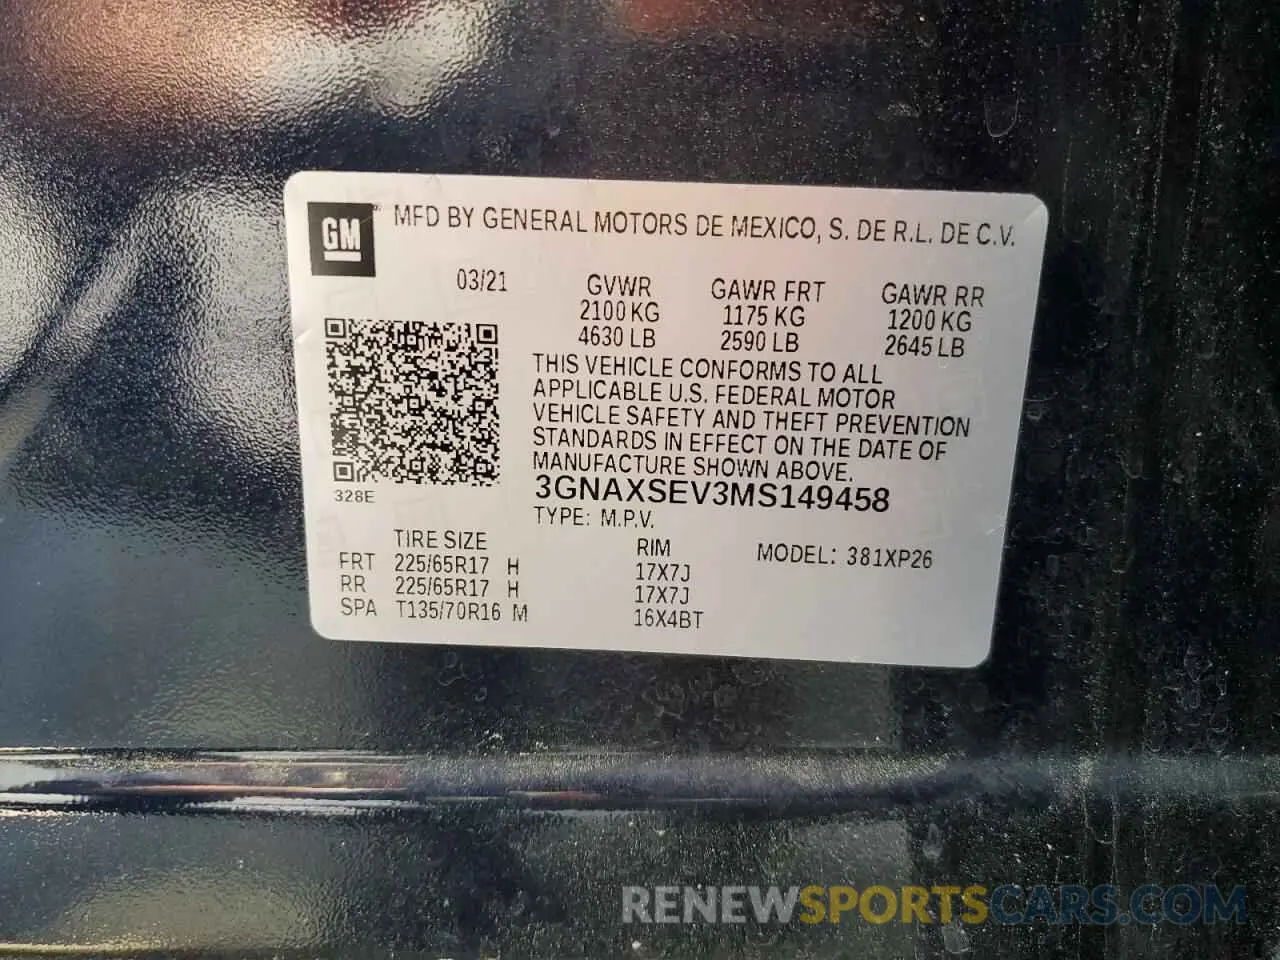 GM MFD BY GENERAL MOTORS DE MEXICO, S. DE R.L. DE C.V.
03/21 GVWR GAWR FRT GAWR RR
2100 KG 1175 KG 1200 KG
4630 LB 2590 LB 2645 LB
THIS VEHICLE CONFORMS TO ALL
APPLICABLE U.S. FEDERAL MOTOR
VEHICLE SAFETY AND THEFT PREVENTION
STANDARDS IN EFFECT ON THE DATE OF
MANUFACTURE SHOWN ABOVE.
328E 3GNAXSEV3MS149458
TYPE: M.P.V.
TIRE SIZE RIM MODEL: 381XP26
FRT 225/65R17 H 17X7J
RR 225/65R17 H 17X7J
SPA T135/70R16 M 16X4BT
RENEWSPORTSCARS.COM